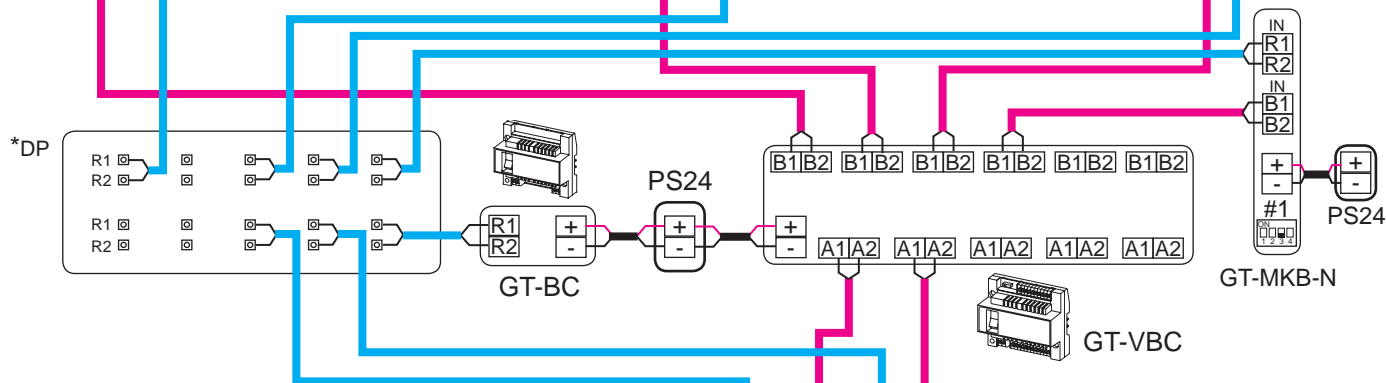 IN
R1
R2
IN
B1
B2
*DP
R1
R2
R1
R2
PS24
B1 B2 B1 B2 B1 B2 B1 B2 B1 B2 B1 B2
+
-
+
-
PS24
#1
ON
1 2 3 4
GT-MKB-N
R1
R2
+
-
GT-BC
+
-
+
-
A1 A2 A1 A2 A1 A2 A1 A2 A1 A2
GT-VBC